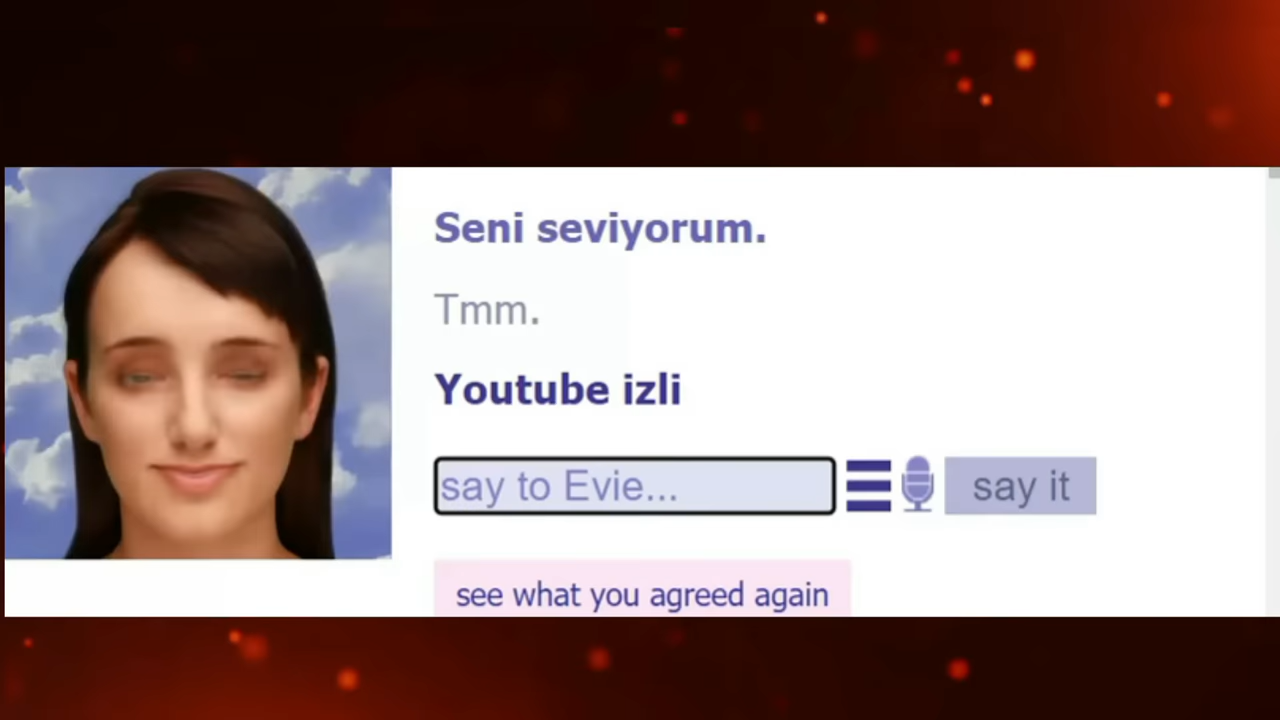 Seni seviyorum.
Tmm.
Youtube izli
say to Evie...
say it
see what you agreed again